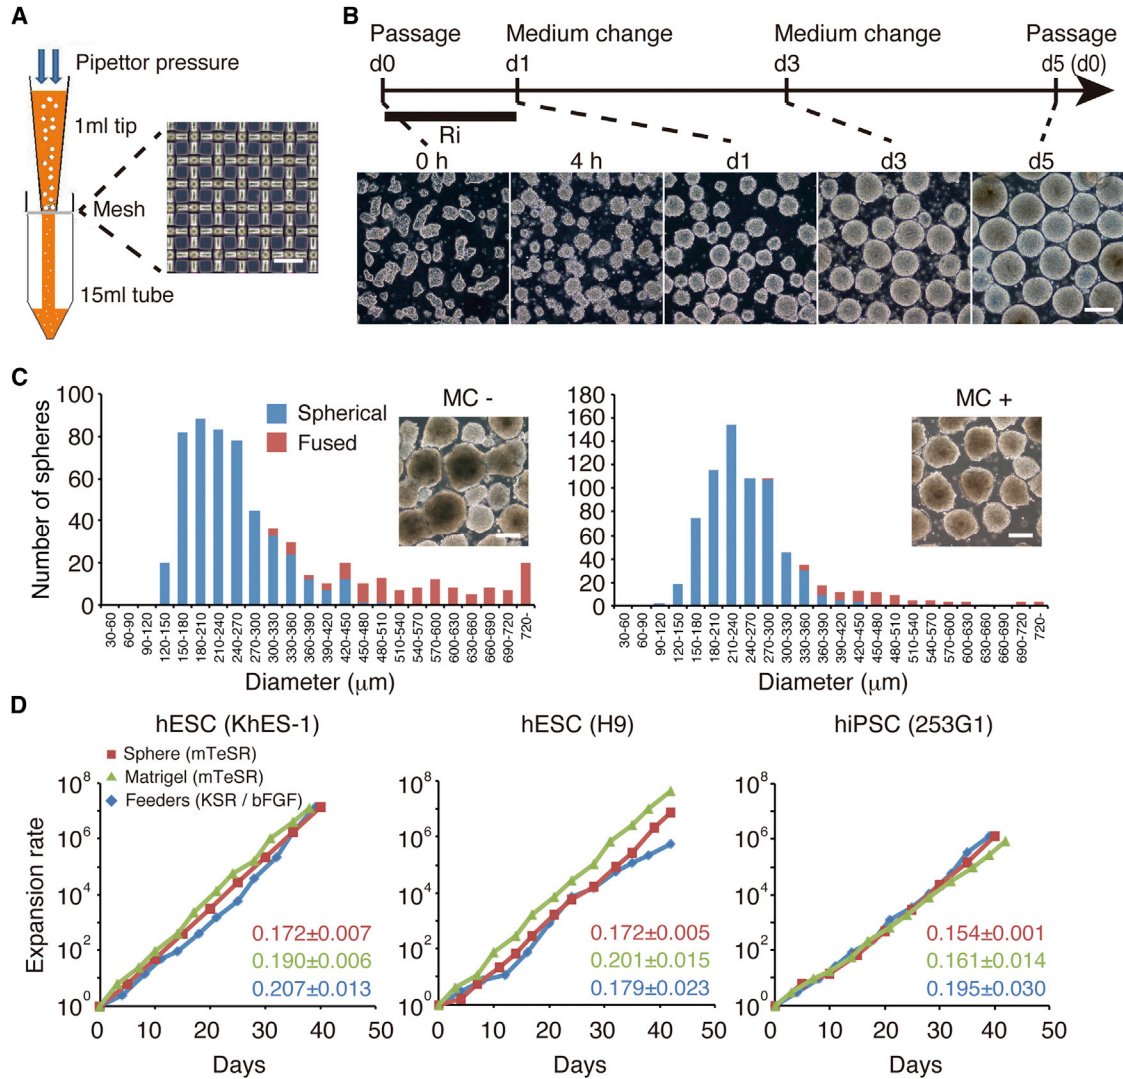 A
Pipettor pressure
1ml tip
Mesh
15ml tube
B
Passage Medium change Medium change Passage
d0 d1 d3 d5 (d0)
Ri
0 h 4 h d1 d3 d5
C
MC -
Spherical
Fused
Number of spheres
100
80
60
40
20
0
30-60 60-90 90-120 120-150 150-180 180-210 210-240 240-270 270-300 300-330 330-360 360-390 390-420 420-450 450-480 480-510 510-540 540-570 570-600 600-630 630-660 660-690 690-720 720-
Diameter (μm)
MC +
180
160
140
120
100
80
60
40
20
0
30-60 60-90 90-120 120-150 150-180 180-210 210-240 240-270 270-300 300-330 330-360 360-390 390-420 420-450 450-480 480-510 510-540 540-570 570-600 600-630 630-660 660-690 690-720 720-
Diameter (μm)
D
hESC (KhES-1)
Sphere (mTeSR)
Matrigel (mTeSR)
Feeders (KSR / bFGF)
Expansion rate
10^8
10^6
10^4
10^2
10^0
0.172±0.007
0.190±0.006
0.207±0.013
0 10 20 30 40 50
Days
hESC (H9)
10^8
10^6
10^4
10^2
10^0
0.172±0.005
0.201±0.015
0.179±0.023
0 10 20 30 40 50
Days
hiPSC (253G1)
10^8
10^6
10^4
10^2
10^0
0.154±0.001
0.161±0.014
0.195±0.030
0 10 20 30 40 50
Days